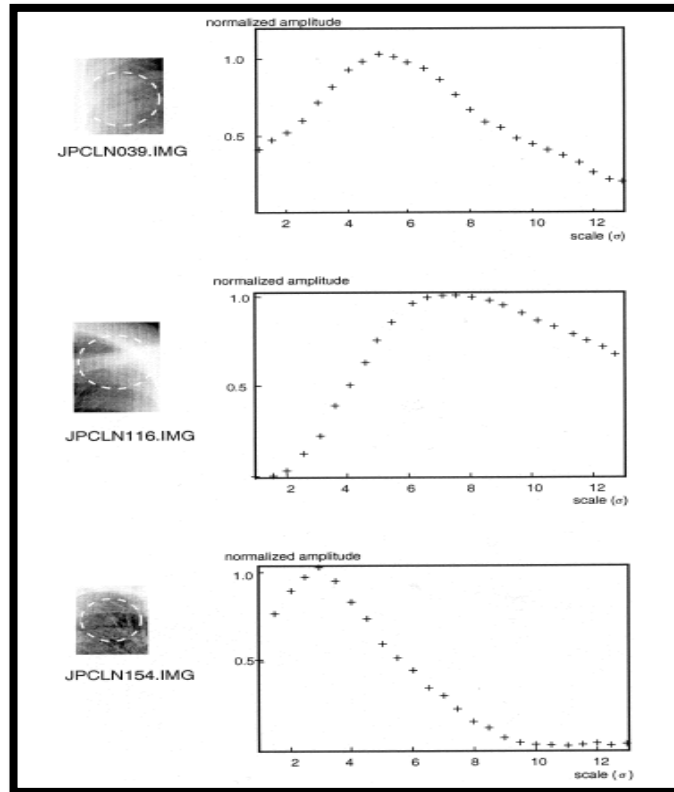 normalized amplitude
1.0
0.5
2 4 6 8 10 12
scale (σ)
JPCLN039.IMG
normalized amplitude
1.0
0.5
2 4 6 8 10 12
scale (σ)
JPCLN116.IMG
normalized amplitude
1.0
0.5
2 4 6 8 10 12
scale (σ)
JPCLN154.IMG